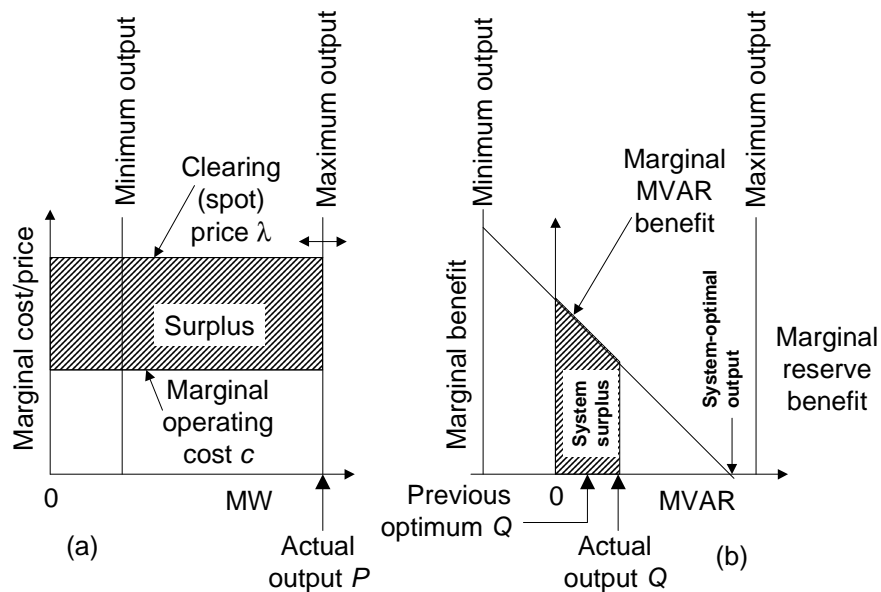 Minimum output
Maximum output
Clearing
(spot)
price λ
Marginal cost/price
Surplus
Marginal
operating
cost c
0
MW
(a)
Actual
output P
Minimum output
Maximum output
Marginal
MVAR
benefit
Marginal benefit
System
surplus
System-optimal
output
Marginal
reserve
benefit
0
MVAR
Previous
optimum Q
Actual
output Q
(b)